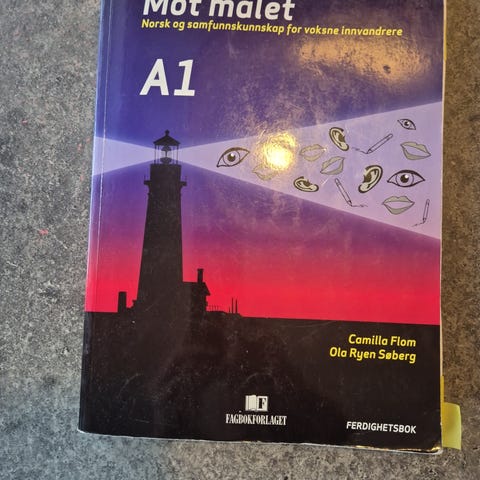 Mot målet
Norsk og samfunnskunnskap for voksne innvandrere
A1
Camilla Flom
Ola Ryen Søberg
F
FAGBOKFORLAGET
FERDIGHETSBOK